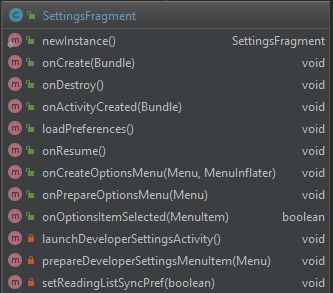 SettingsFragment
newInstance() SettingsFragment
onCreate(Bundle) void
onDestroy() void
onActivityCreated(Bundle) void
loadPreferences() void
onResume() void
onCreateOptionsMenu(Menu, MenuInflater) void
onPrepareOptionsMenu(Menu) void
onOptionsItemSelected(MenuItem) boolean
launchDeveloperSettingsActivity() void
prepareDeveloperSettingsMenuItem(Menu) void
setReadingListSyncPref(boolean) void